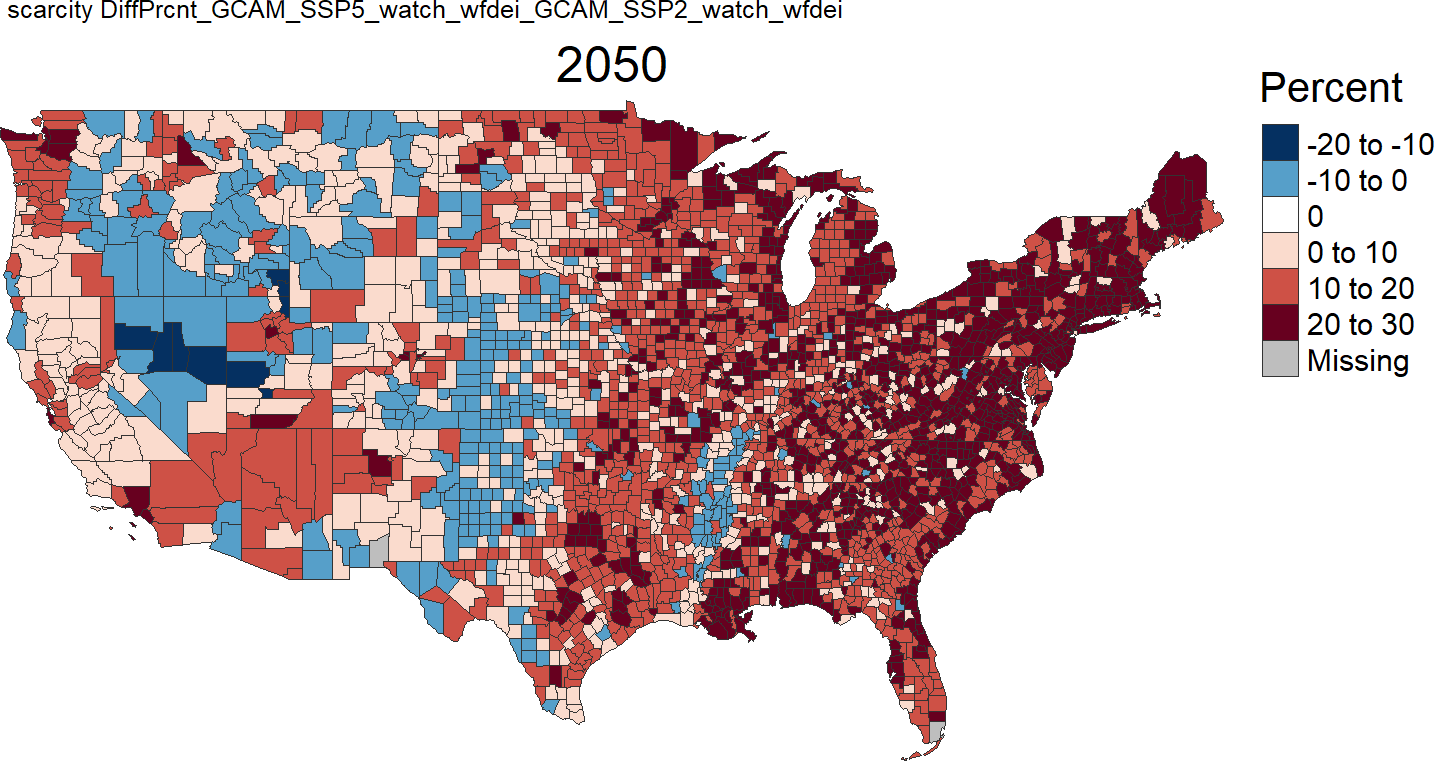 scarcity DiffPrcnt_GCAM_SSP5_watch_wfdei_GCAM_SSP2_watch_wfdei
2050
Percent
-20 to -10
-10 to 0
0
0 to 10
10 to 20
20 to 30
Missing